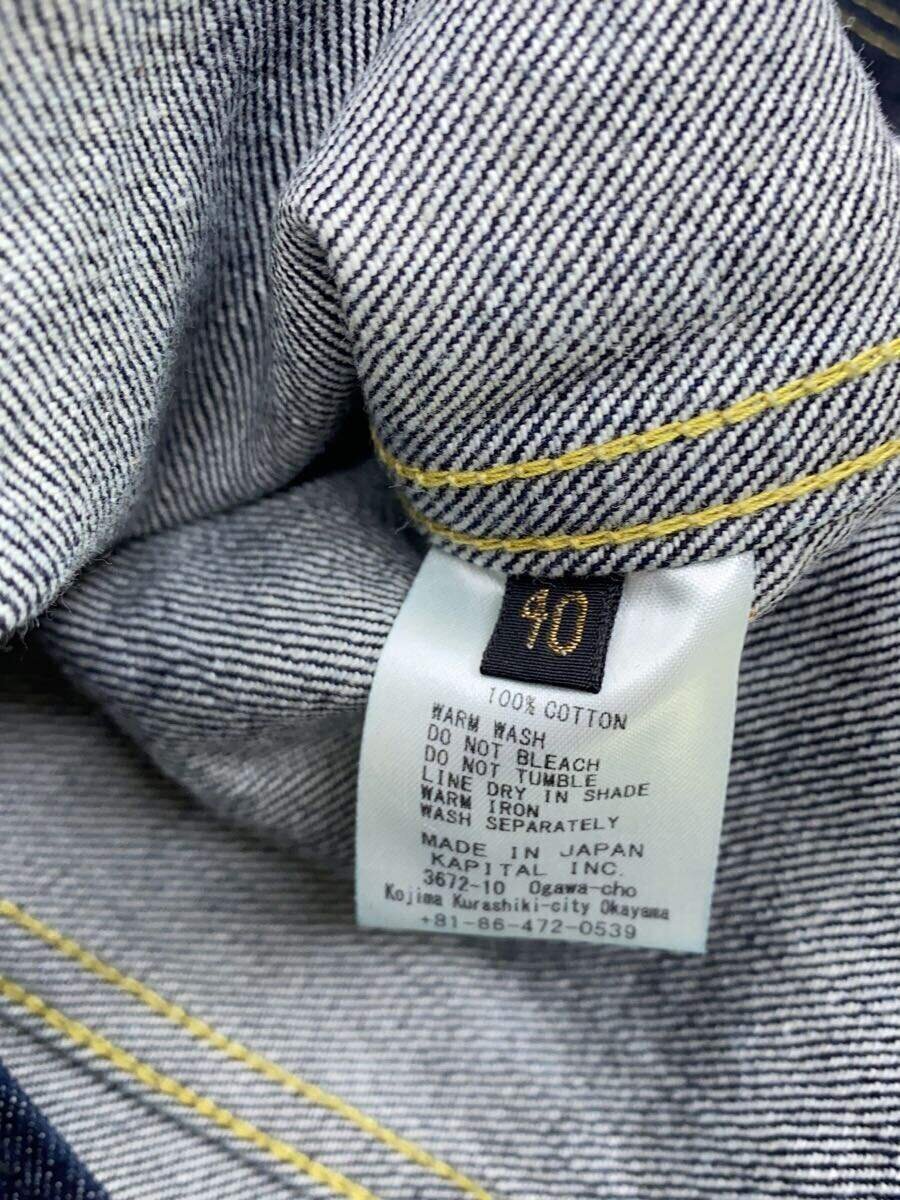 40
100% COTTON
WARM WASH
DO NOT BLEACH
DO NOT TUMBLE
LINE DRY IN SHADE
WARM IRON
WASH SEPARATELY
MADE IN JAPAN
KAPITAL INC.
3672-10 Ogawa-cho
Kojima Kurashiki-city Okayama
+81-86-472-0539